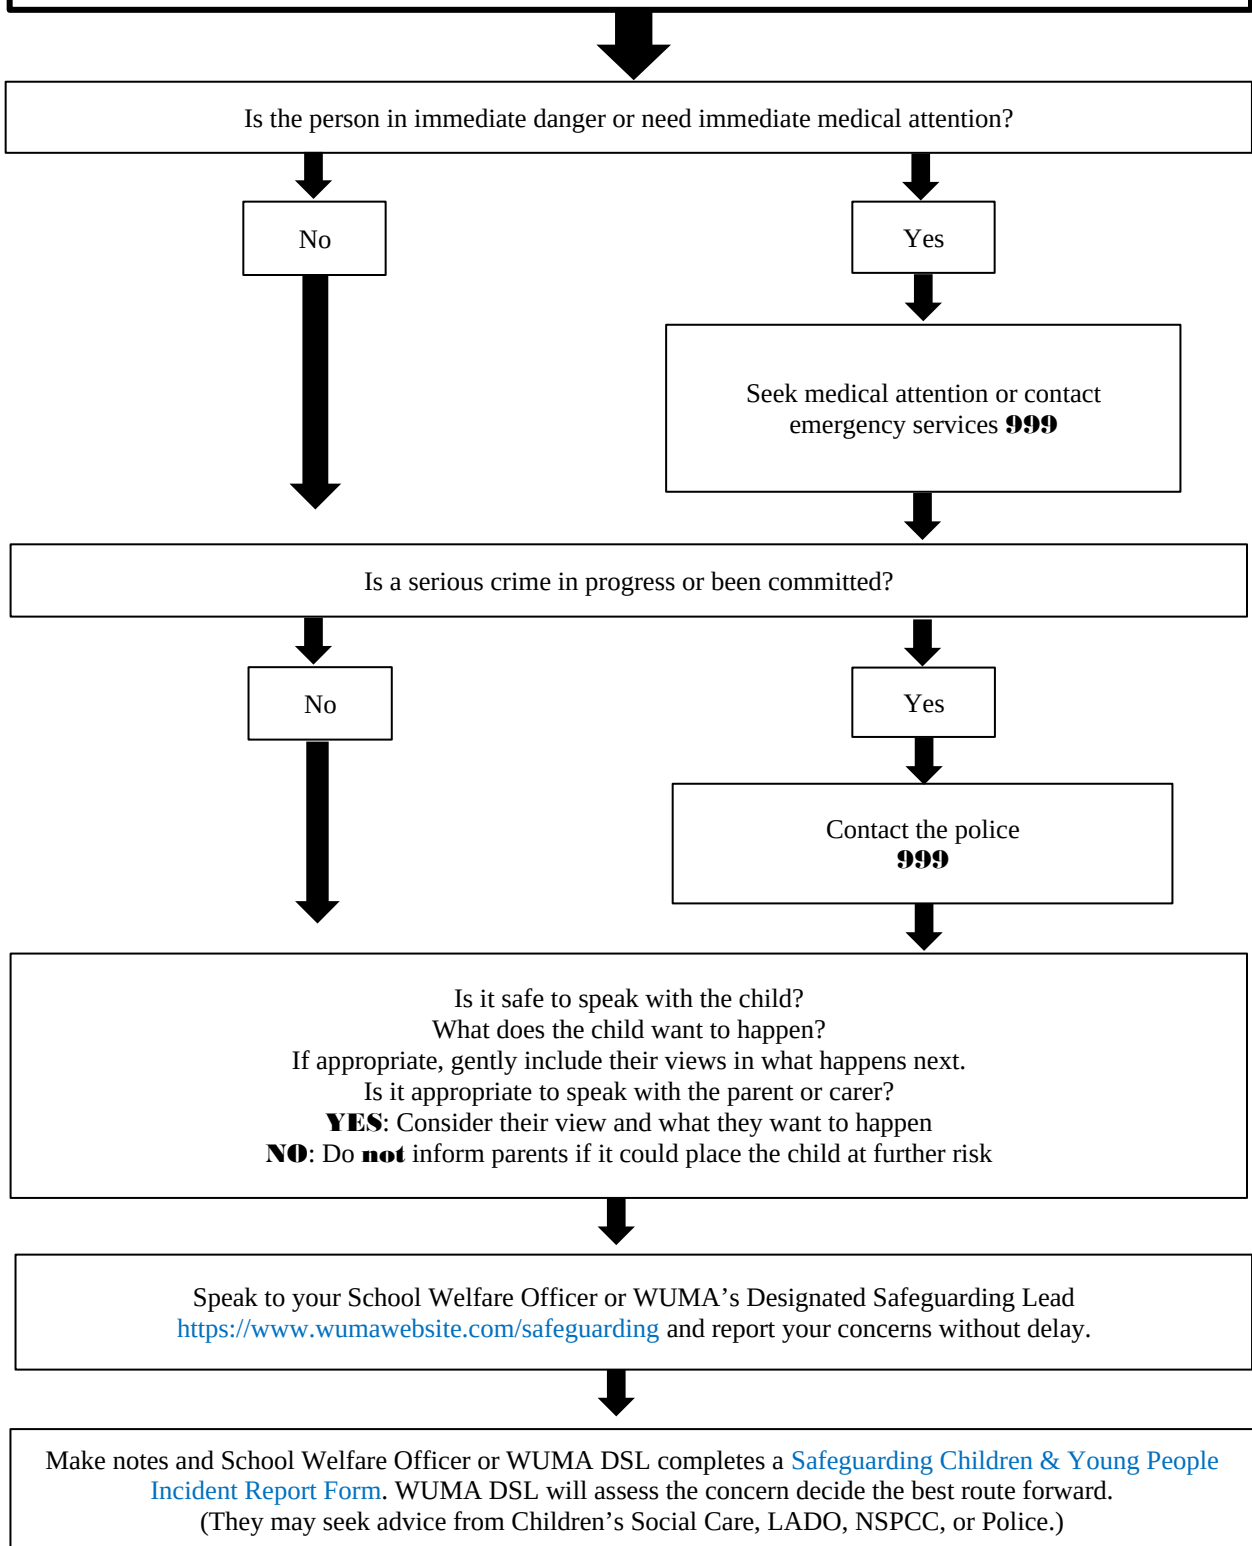 Is the person in immediate danger or need immediate medical attention?
No
Yes
Seek medical attention or contact
emergency services 999
Is a serious crime in progress or been committed?
No
Yes
Contact the police
999
Is it safe to speak with the child?
What does the child want to happen?
If appropriate, gently include their views in what happens next.
Is it appropriate to speak with the parent or carer?
YES: Consider their view and what they want to happen
NO: Do not inform parents if it could place the child at further risk
Speak to your School Welfare Officer or WUMA’s Designated Safeguarding Lead
https://www.wumawebsite.com/safeguarding and report your concerns without delay.
Make notes and School Welfare Officer or WUMA DSL completes a Safeguarding Children & Young People
Incident Report Form. WUMA DSL will assess the concern decide the best route forward.
(They may seek advice from Children’s Social Care, LADO, NSPCC, or Police.)